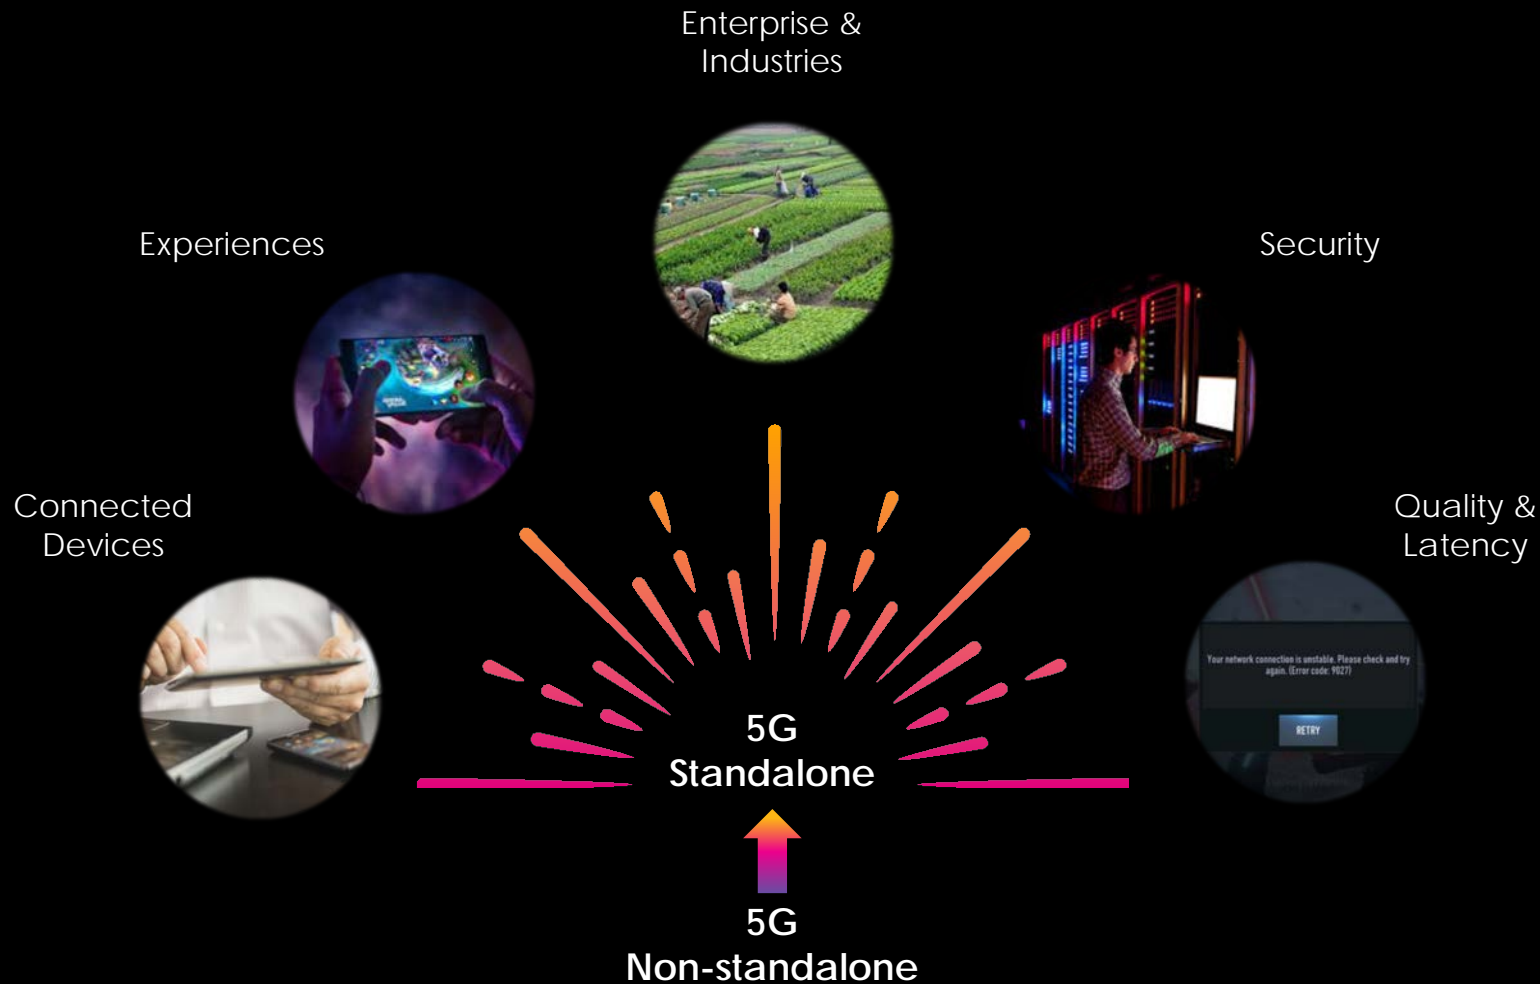 Enterprise &
Industries
Experiences
Security
Connected
Devices
Quality &
Latency
Your network connection is unstable. Please check and try
again. (Error code: 9027)
RETRY
5G
Standalone
5G
Non-standalone